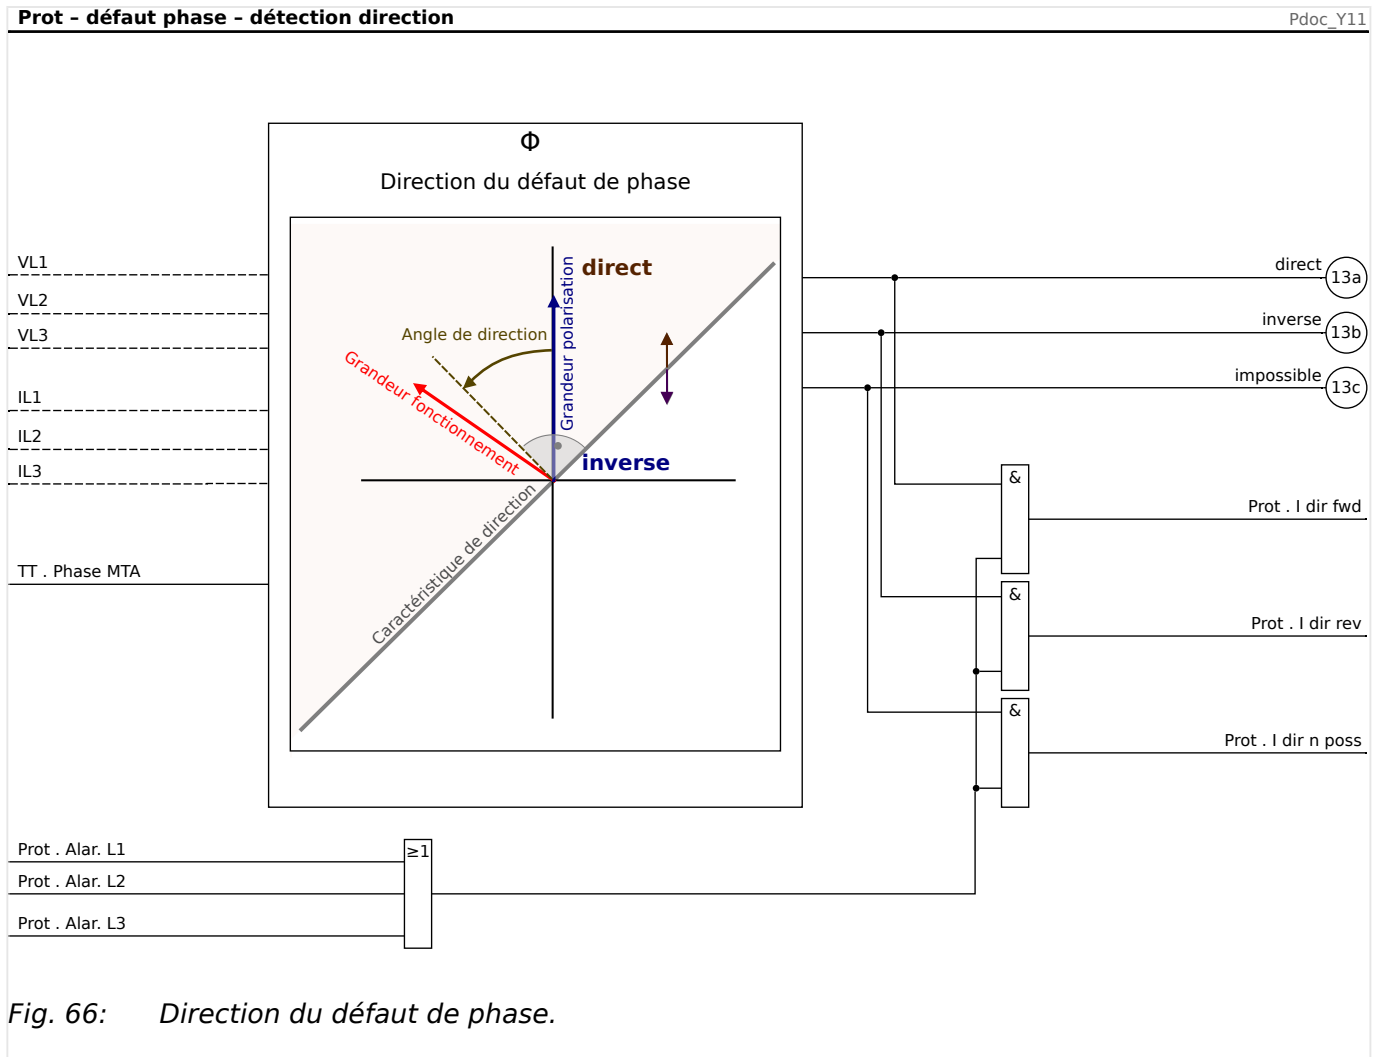 Prot – défaut phase – détection direction
Pdoc_Y11
Φ
Direction du défaut de phase
VL1
VL2
VL3
IL1
IL2
IL3
TT . Phase MTA
direct
Grandeur polarisation
Angle de direction
Grandeur fonctionnement
inverse
Caractéristique de direction
direct
13a
inverse
13b
impossible
13c
&
Prot . I dir fwd
&
Prot . I dir rev
&
Prot . I dir n poss
Prot . Alar. L1
≥1
Prot . Alar. L2
Prot . Alar. L3
Fig. 66: Direction du défaut de phase.